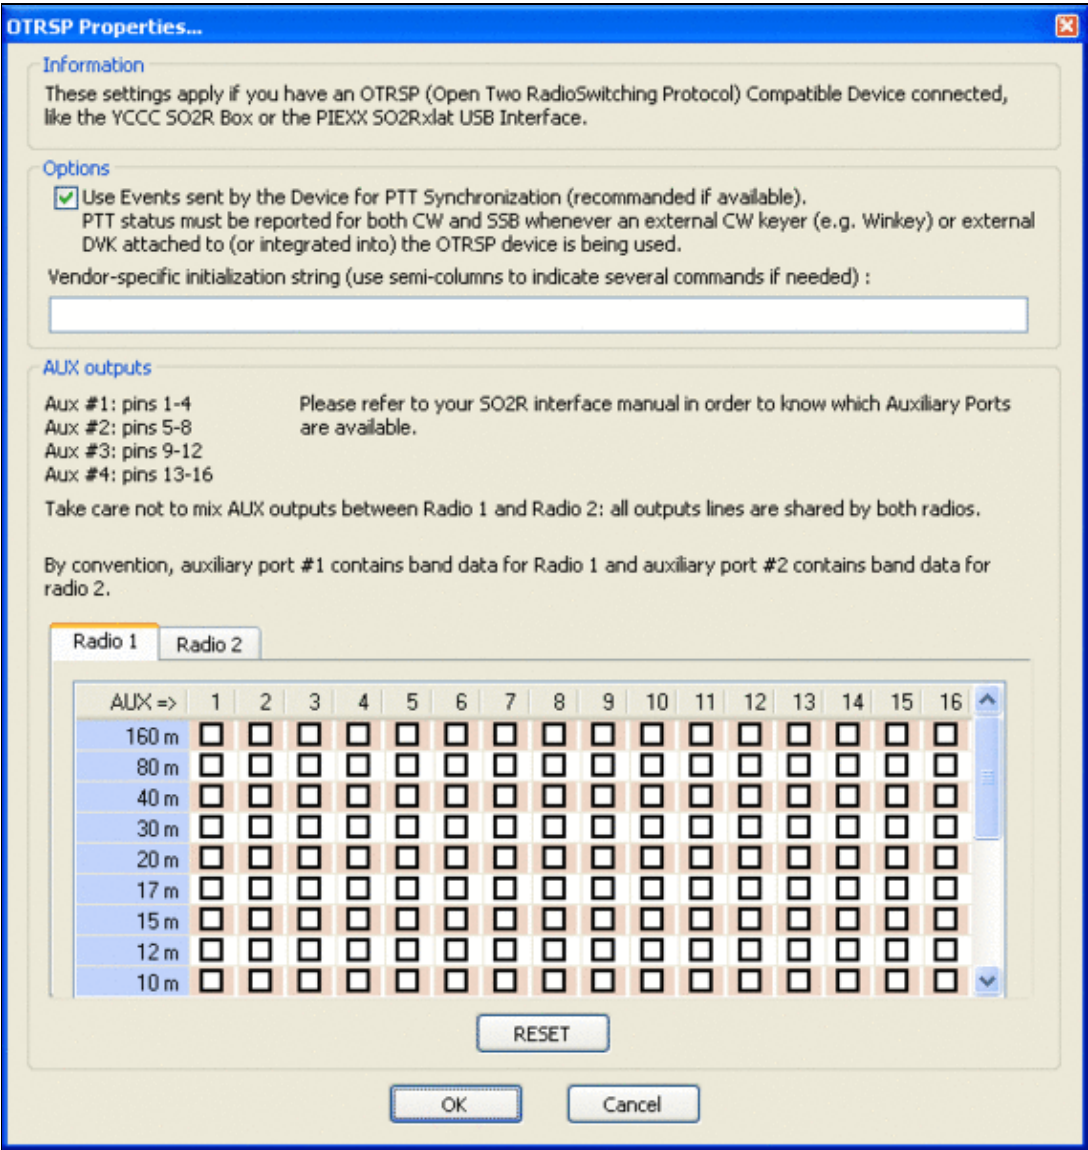 OTRSP Properties...
Information
These settings apply if you have an OTRSP (Open Two RadioSwitching Protocol) Compatible Device connected,
like the YCCC SO2R Box or the PIEXX SO2Rxlat USB Interface.
Options
Use Events sent by the Device for PTT Synchronization (recommanded if available).
PTT status must be reported for both CW and SSB whenever an external CW keyer (e.g. Winkey) or external
DVK attached to (or integrated into) the OTRSP device is being used.
Vendor-specific initialization string (use semi-columns to indicate several commands if needed) :
AUX outputs
Aux #1: pins 1-4
Aux #2: pins 5-8
Aux #3: pins 9-12
Aux #4: pins 13-16
Please refer to your SO2R interface manual in order to know which Auxiliary Ports
are available.
Take care not to mix AUX outputs between Radio 1 and Radio 2: all outputs lines are shared by both radios.
By convention, auxiliary port #1 contains band data for Radio 1 and auxiliary port #2 contains band data for
radio 2.
Radio 1 Radio 2
AUX => 1 2 3 4 5 6 7 8 9 10 11 12 13 14 15 16
160 m
80 m
40 m
30 m
20 m
17 m
15 m
12 m
10 m
RESET
OK Cancel